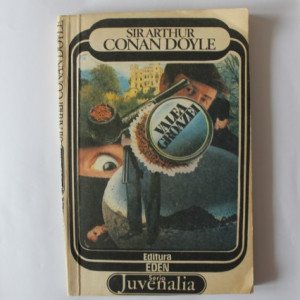 SIR ARTHUR
CONAN DOYLE
VALEA
GROAZEI
Editura
EDEN
Seria
Juvenalia